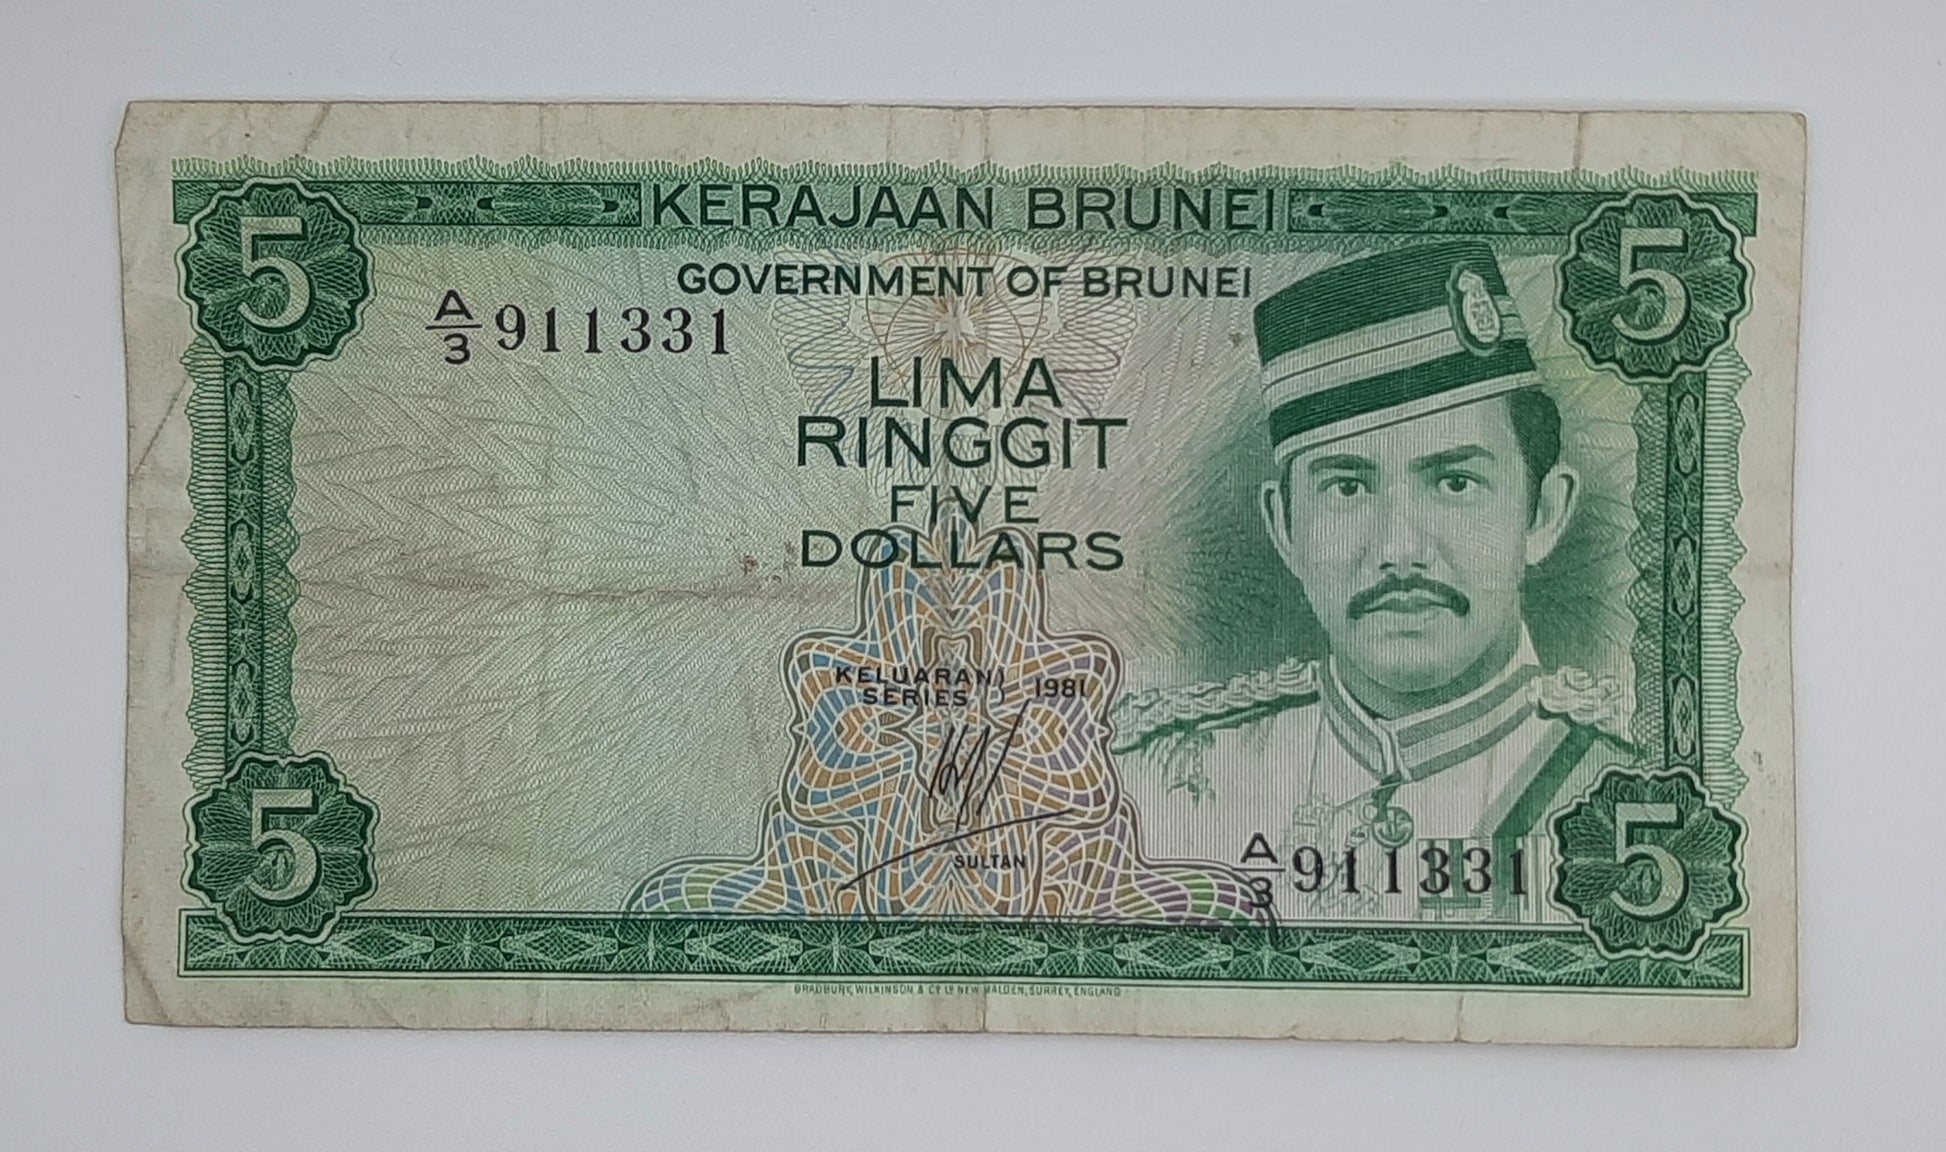 5
KERAJAAN BRUNEI
5
GOVERNMENT OF BRUNEI
A/3 911331
LIMA
RINGGIT
FIVE
DOLLARS
KELUARAN)
SERIES ) 1981
SULTAN
5
A/3 911331
5
BRADBURY, WILKINSON & Cº Lᴰ NEW MALDEN, SURREY, ENGLAND